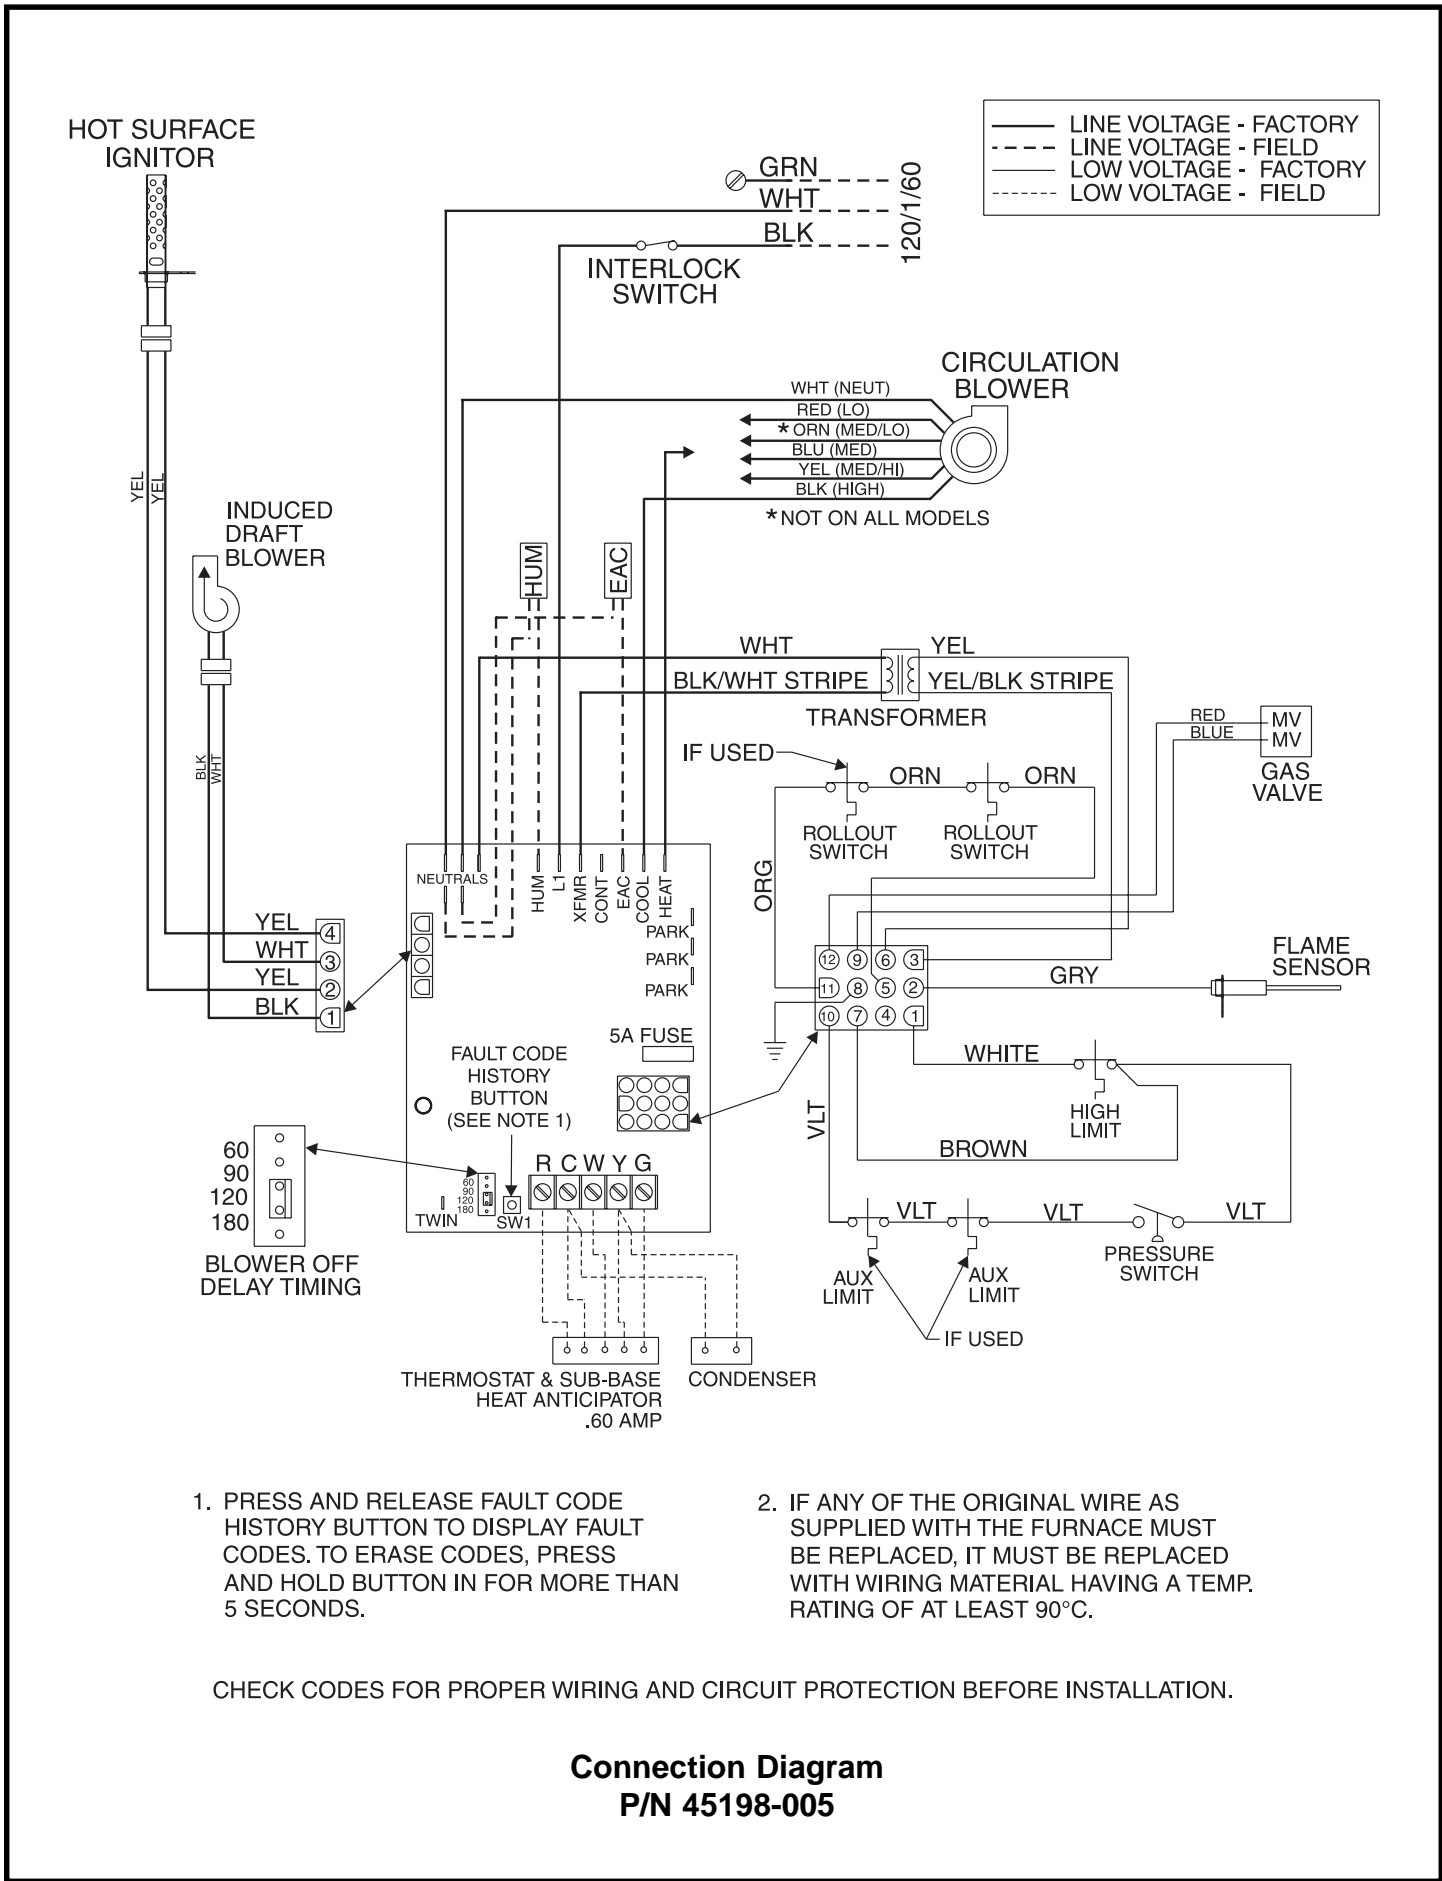 HOT SURFACE
IGNITOR
LINE VOLTAGE - FACTORY
LINE VOLTAGE - FIELD
LOW VOLTAGE - FACTORY
LOW VOLTAGE - FIELD
GRN
WHT
BLK
120/1/60
INTERLOCK
SWITCH
CIRCULATION
BLOWER
WHT (NEUT)
RED (LO)
* ORN (MED/LO)
BLU (MED)
YEL (MED/HI)
BLK (HIGH)
* NOT ON ALL MODELS
YEL
YEL
INDUCED
DRAFT
BLOWER
BLK
WHT
HUM
EAC
WHT
BLK/WHT STRIPE
YEL
YEL/BLK STRIPE
TRANSFORMER
RED
BLUE
MV
MV
GAS
VALVE
IF USED
ORN
ORN
ROLLOUT
SWITCH
ROLLOUT
SWITCH
ORG
NEUTRALS
HUM
L1
XFMR
CONT
EAC
COOL
HEAT
PARK
PARK
PARK
YEL
WHT
YEL
BLK
4
3
2
1
12 9 6 3
11 8 5 2
10 7 4 1
GRY
FLAME
SENSOR
5A FUSE
FAULT CODE
HISTORY
BUTTON
(SEE NOTE 1)
WHITE
HIGH
LIMIT
BROWN
VLT
VLT
VLT
VLT
AUX
LIMIT
AUX
LIMIT
PRESSURE
SWITCH
IF USED
60
90
120
180
BLOWER OFF
DELAY TIMING
60
90
120
180
TWIN
SW1
R C W Y G
THERMOSTAT & SUB-BASE
HEAT ANTICIPATOR
.60 AMP
CONDENSER
1. PRESS AND RELEASE FAULT CODE
HISTORY BUTTON TO DISPLAY FAULT
CODES. TO ERASE CODES, PRESS
AND HOLD BUTTON IN FOR MORE THAN
5 SECONDS.
2. IF ANY OF THE ORIGINAL WIRE AS
SUPPLIED WITH THE FURNACE MUST
BE REPLACED, IT MUST BE REPLACED
WITH WIRING MATERIAL HAVING A TEMP.
RATING OF AT LEAST 90°C.
CHECK CODES FOR PROPER WIRING AND CIRCUIT PROTECTION BEFORE INSTALLATION.
Connection Diagram
P/N 45198-005